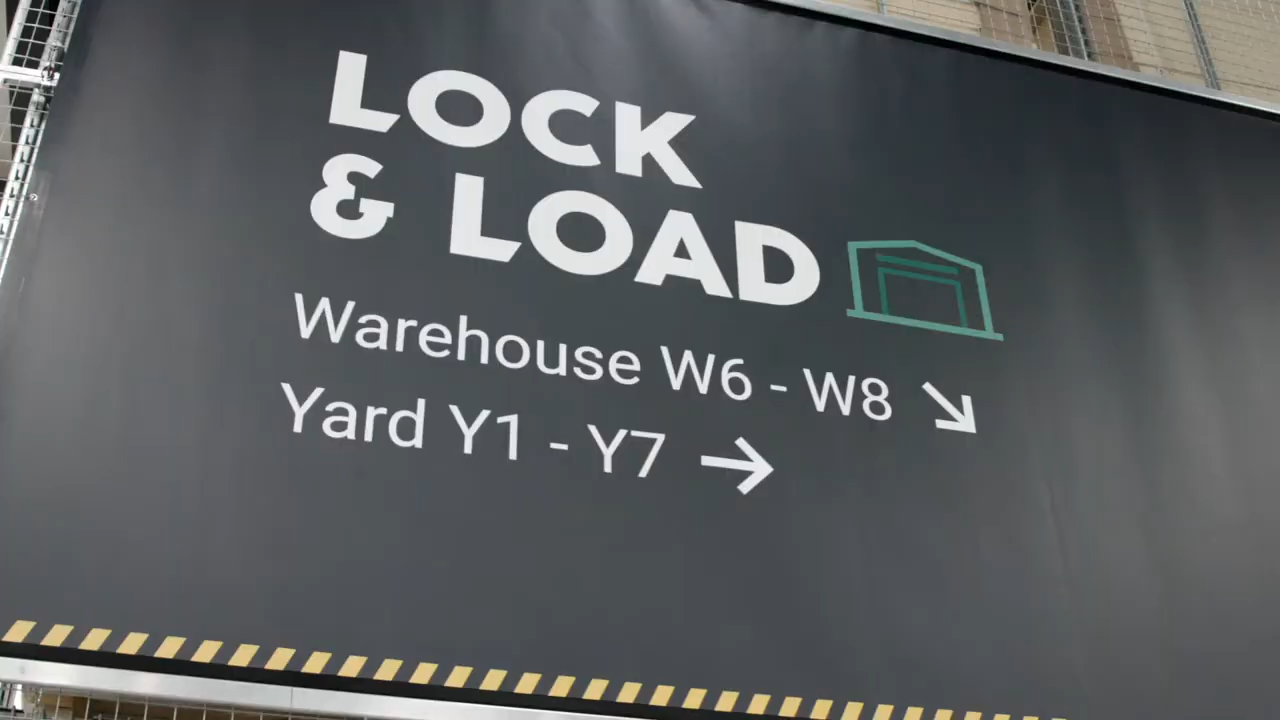 LOCK
& LOAD
Warehouse W6 - W8 ↘
Yard Y1 - Y7 →